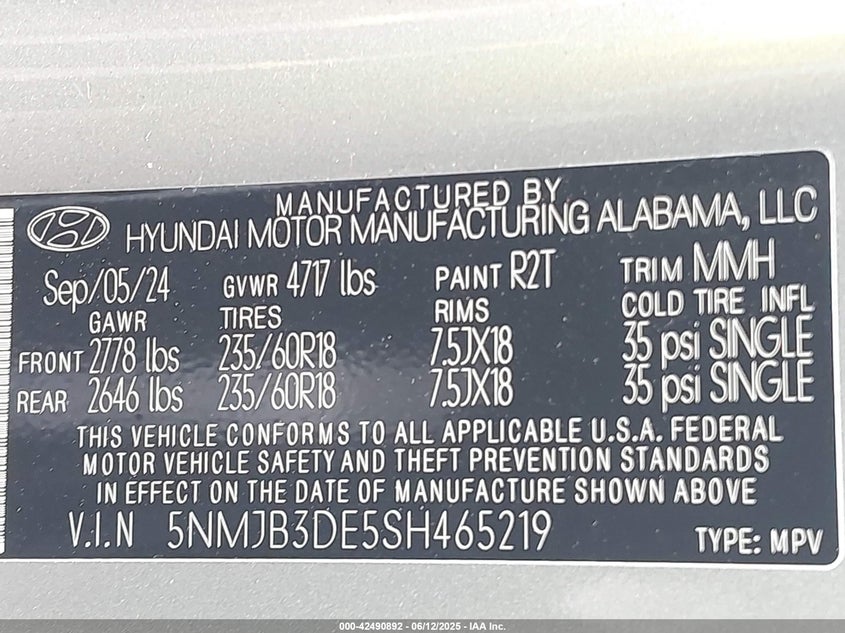 MANUFACTURED BY
HYUNDAI MOTOR MANUFACTURING ALABAMA, LLC
Sep/05/24 GVWR 4717 lbs PAINT R2T TRIM MMH
GAWR TIRES RIMS COLD TIRE INFL
FRONT 2778 lbs 235/60R18 7.5JX18 35 psi SINGLE
REAR 2646 lbs 235/60R18 7.5JX18 35 psi SINGLE
THIS VEHICLE CONFORMS TO ALL APPLICABLE U.S.A. FEDERAL
MOTOR VEHICLE SAFETY AND THEFT PREVENTION STANDARDS
IN EFFECT ON THE DATE OF MANUFACTURE SHOWN ABOVE
V.I.N 5NMJB3DE5SH465219 TYPE: MPV
000-42490892 - 06/12/2025 - IAA Inc.